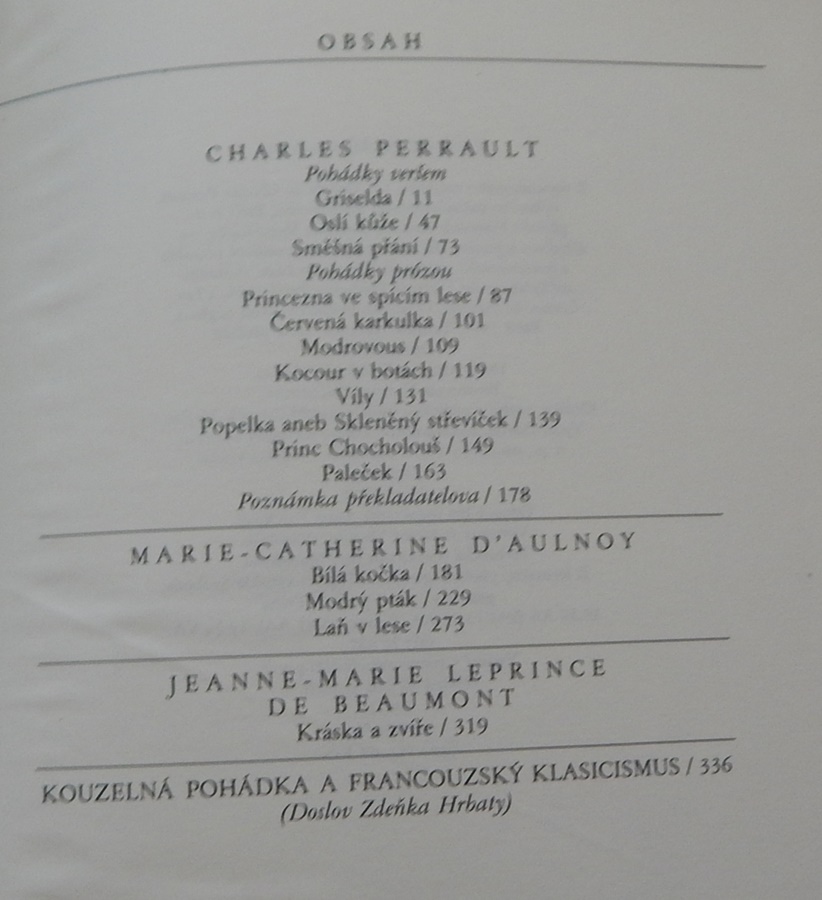 OBSAH
CHARLES PERRAULT
Pohádky veršem
Griselda / 11
Oslí kůže / 47
Směšná přání / 73
Pohádky prózou
Princezna ve spícím lese / 87
Červená karkulka / 101
Modrovous / 109
Kocour v botách / 119
Víly / 131
Popelka aneb Skleněný střevíček / 139
Princ Chocholouš / 149
Paleček / 163
Poznámka překladatelova / 178
MARIE-CATHERINE D'AULNOY
Bílá kočka / 181
Modrý pták / 229
Laň v lese / 273
JEANNE-MARIE LEPRINCE
DE BEAUMONT
Kráska a zvíře / 319
KOUZELNÁ POHÁDKA A FRANCOUZSKÝ KLASICISMUS / 336
(Doslov Zdeňka Hrbaty)